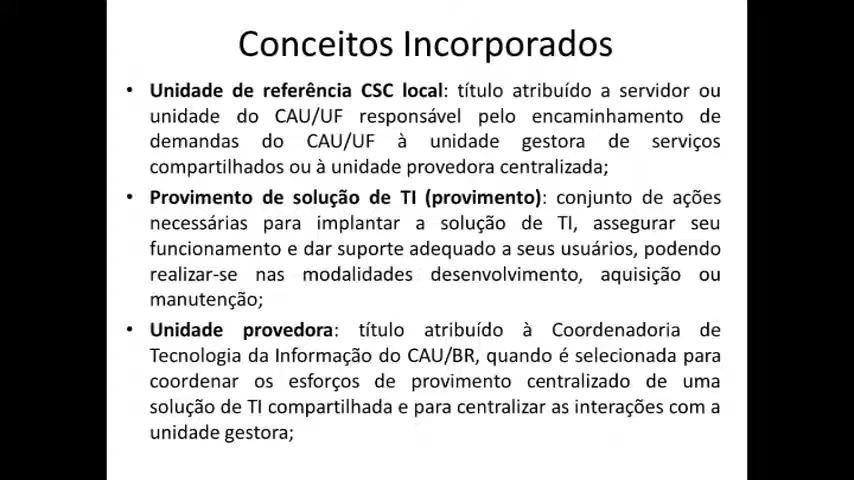 Conceitos Incorporados
• Unidade de referência CSC local: título atribuído a servidor ou
unidade do CAU/UF responsável pelo encaminhamento de
demandas do CAU/UF à unidade gestora de serviços
compartilhados ou à unidade provedora centralizada;
• Provimento de solução de TI (provimento): conjunto de ações
necessárias para implantar a solução de TI, assegurar seu
funcionamento e dar suporte adequado a seus usuários, podendo
realizar-se nas modalidades desenvolvimento, aquisição ou
manutenção;
• Unidade provedora: título atribuído à Coordenadoria de
Tecnologia da Informação do CAU/BR, quando é selecionada para
coordenar os esforços de provimento centralizado de uma
solução de TI compartilhada e para centralizar as interações com a
unidade gestora;